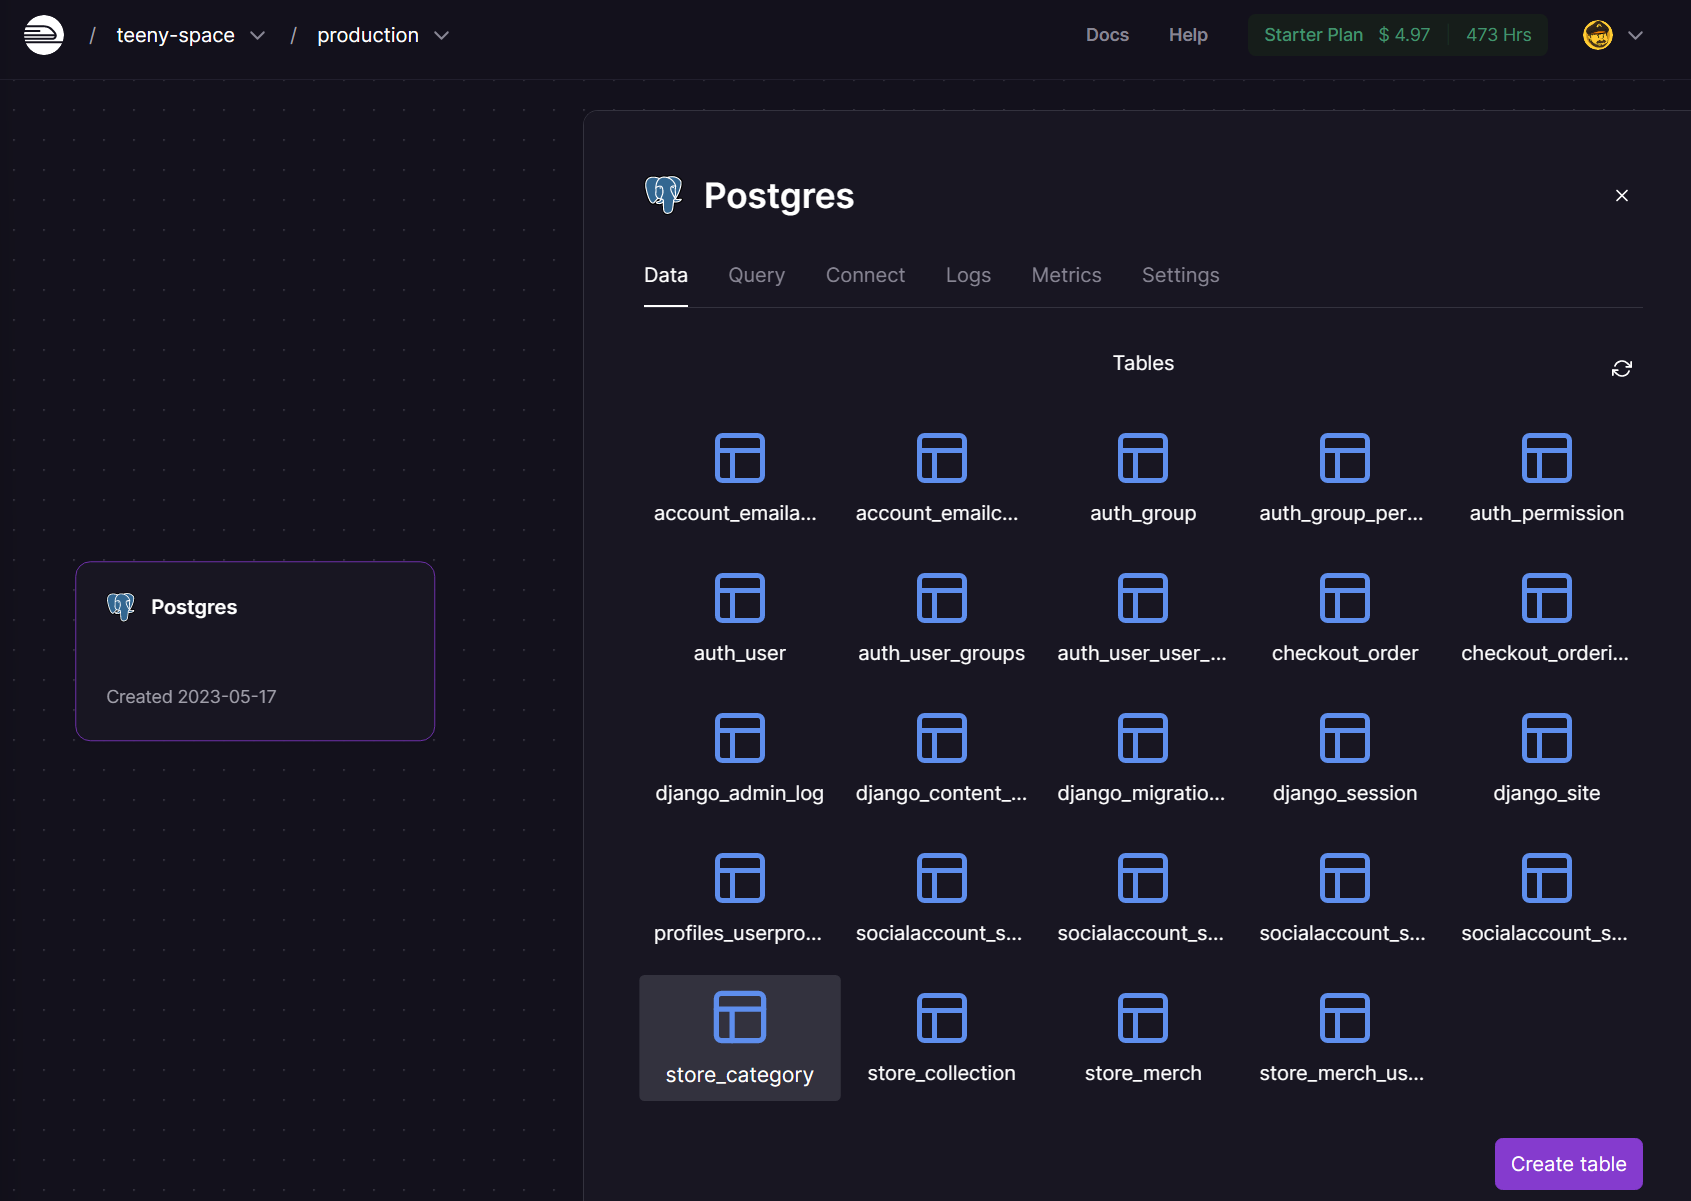 / teeny-space / production Docs Help Starter Plan $ 4.97 473 Hrs
Postgres
Created 2023-05-17
Postgres
Data Query Connect Logs Metrics Settings
Tables
account_emaila... account_emailc... auth_group auth_group_per... auth_permission
auth_user auth_user_groups auth_user_user_... checkout_order checkout_orderi...
django_admin_log django_content_... django_migratio... django_session django_site
profiles_userpro... socialaccount_s... socialaccount_s... socialaccount_s... socialaccount_s...
store_category store_collection store_merch store_merch_us...
Create table